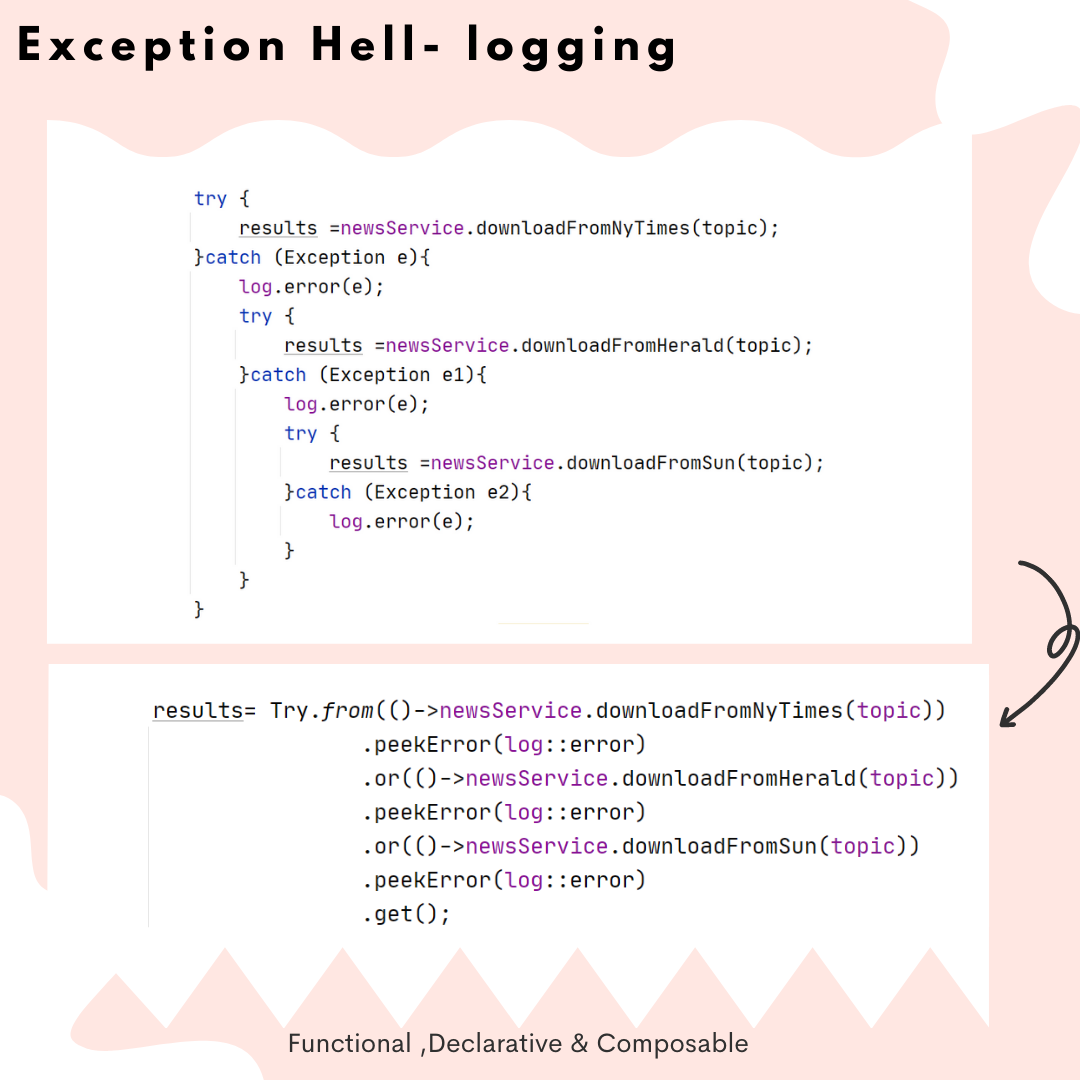 Exception Hell- logging
try {
    results =newsService.downloadFromNyTimes(topic);
}catch (Exception e){
    log.error(e);
    try {
        results =newsService.downloadFromHerald(topic);
    }catch (Exception e1){
        log.error(e);
        try {
            results =newsService.downloadFromSun(topic);
        }catch (Exception e2){
            log.error(e);
        }
    }
}
results= Try.from(()->newsService.downloadFromNyTimes(topic))
.peekError(log::error)
.or(()->newsService.downloadFromHerald(topic))
.peekError(log::error)
.or(()->newsService.downloadFromSun(topic))
.peekError(log::error)
.get();
Functional ,Declarative & Composable